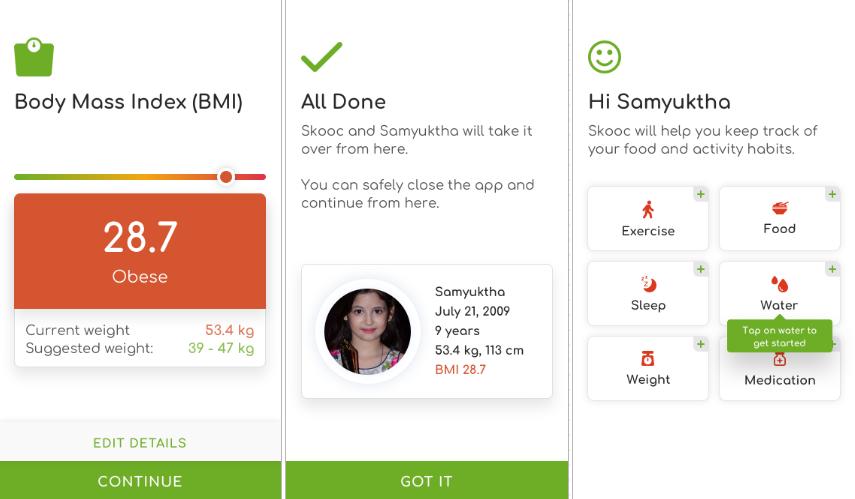 Body Mass Index (BMI)
28.7
Obese
Current weight 53.4 kg
Suggested weight: 39 - 47 kg
EDIT DETAILS
CONTINUE
All Done
Skooc and Samyuktha will take it
over from here.
You can safely close the app and
continue from here.
Samyuktha
July 21, 2009
9 years
53.4 kg, 113 cm
BMI 28.7
GOT IT
Hi Samyuktha
Skooc will help you keep track of
your food and activity habits.
+ +
Exercise Food
+ +
z z z
Sleep Water
Tap on water to
get started
+ +
Weight Medication